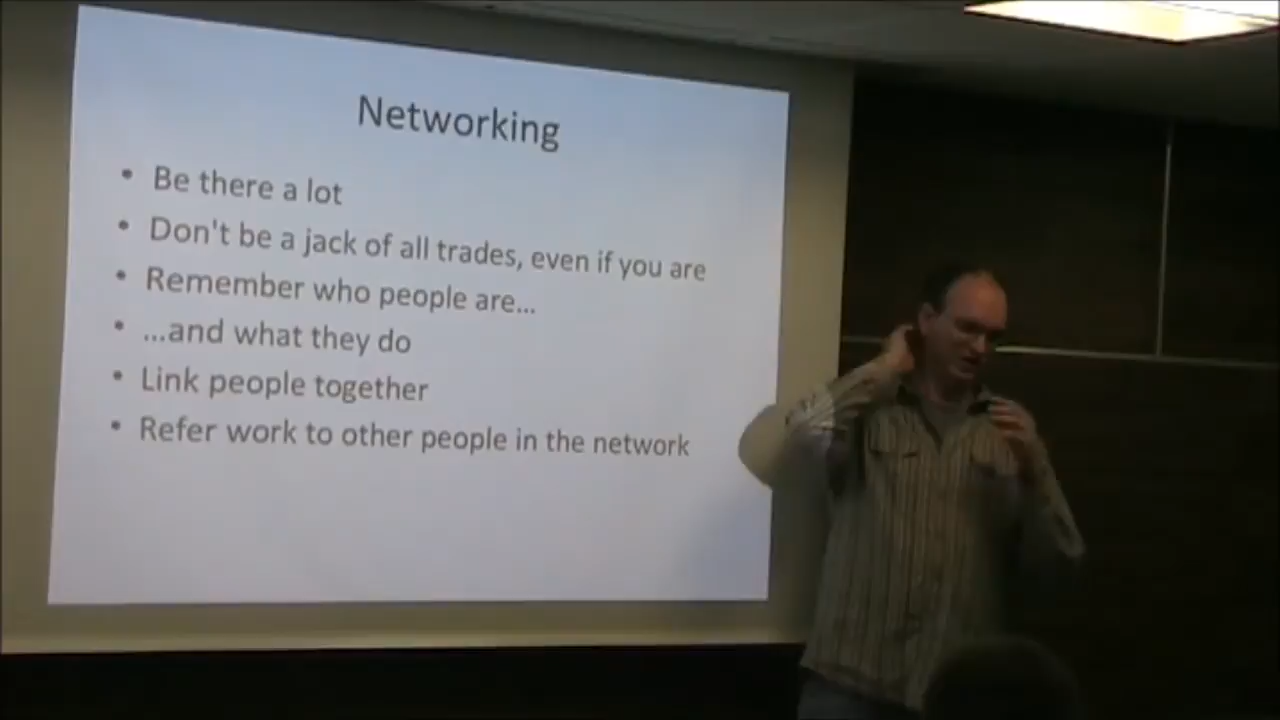 Networking
• Be there a lot
• Don't be a jack of all trades, even if you are
• Remember who people are...
• ...and what they do
• Link people together
• Refer work to other people in the network